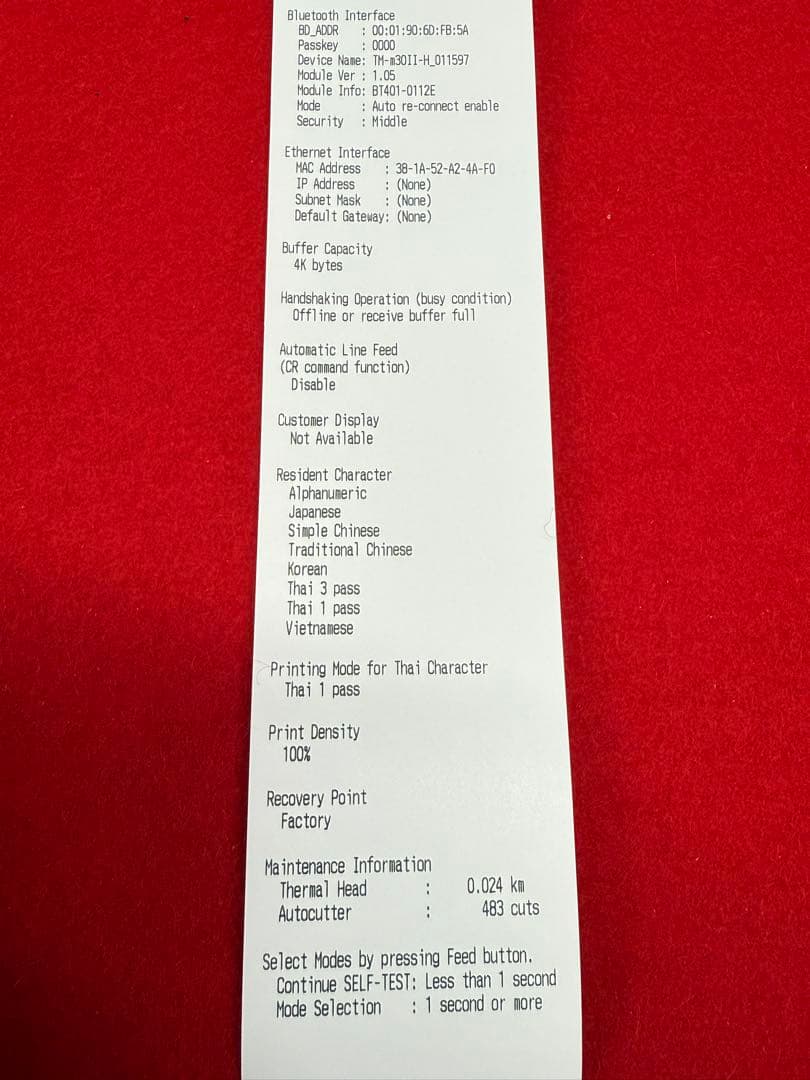 Bluetooth Interface
BD_ADDR : 00:01:90:6D:FB:5A
Passkey : 0000
Device Name: TM-m30II-H_011597
Module Ver : 1.05
Module Info: BT401-0112E
Mode : Auto re-connect enable
Security : Middle
Ethernet Interface
MAC Address : 38-1A-52-A2-4A-F0
IP Address : (None)
Subnet Mask : (None)
Default Gateway: (None)
Buffer Capacity
4K bytes
Handshaking Operation (busy condition)
Offline or receive buffer full
Automatic Line Feed
(CR command function)
Disable
Customer Display
Not Available
Resident Character
Alphanumeric
Japanese
Simple Chinese
Traditional Chinese
Korean
Thai 3 pass
Thai 1 pass
Vietnamese
Printing Mode for Thai Character
Thai 1 pass
Print Density
100%
Recovery Point
Factory
Maintenance Information
Thermal Head : 0.024 km
Autocutter : 483 cuts
Select Modes by pressing Feed button.
Continue SELF-TEST: Less than 1 second
Mode Selection : 1 second or more